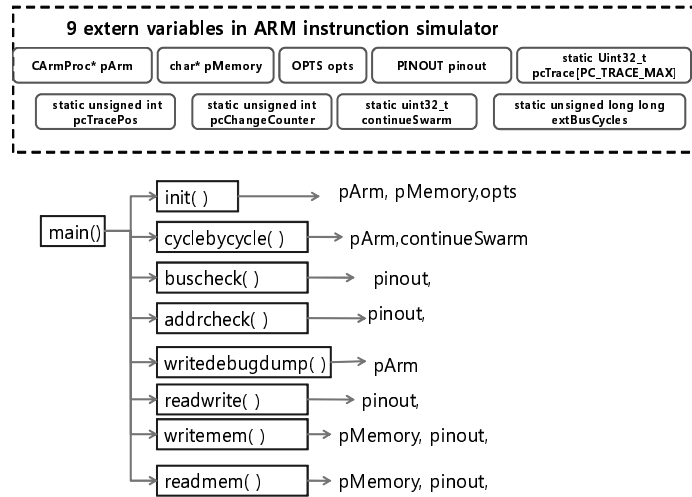 9 extern variables in ARM instrunction simulator
CArmProc* pArm
char* pMemory
OPTS opts
PINOUT pinout
static Uint32_t
pcTrace[PC_TRACE_MAX]
static unsigned int
pcTracePos
static unsigned int
pcChangeCounter
static uint32_t
continueSwarm
static unsigned long long
extBusCycles
main()
init( )
pArm, pMemory,opts
cyclebycycle( )
pArm,continueSwarm
buscheck( )
pinout,
addrcheck( )
pinout,
writedebugdump( )
pArm
readwrite( )
pinout,
writemem( )
pMemory, pinout,
readmem( )
pMemory, pinout,